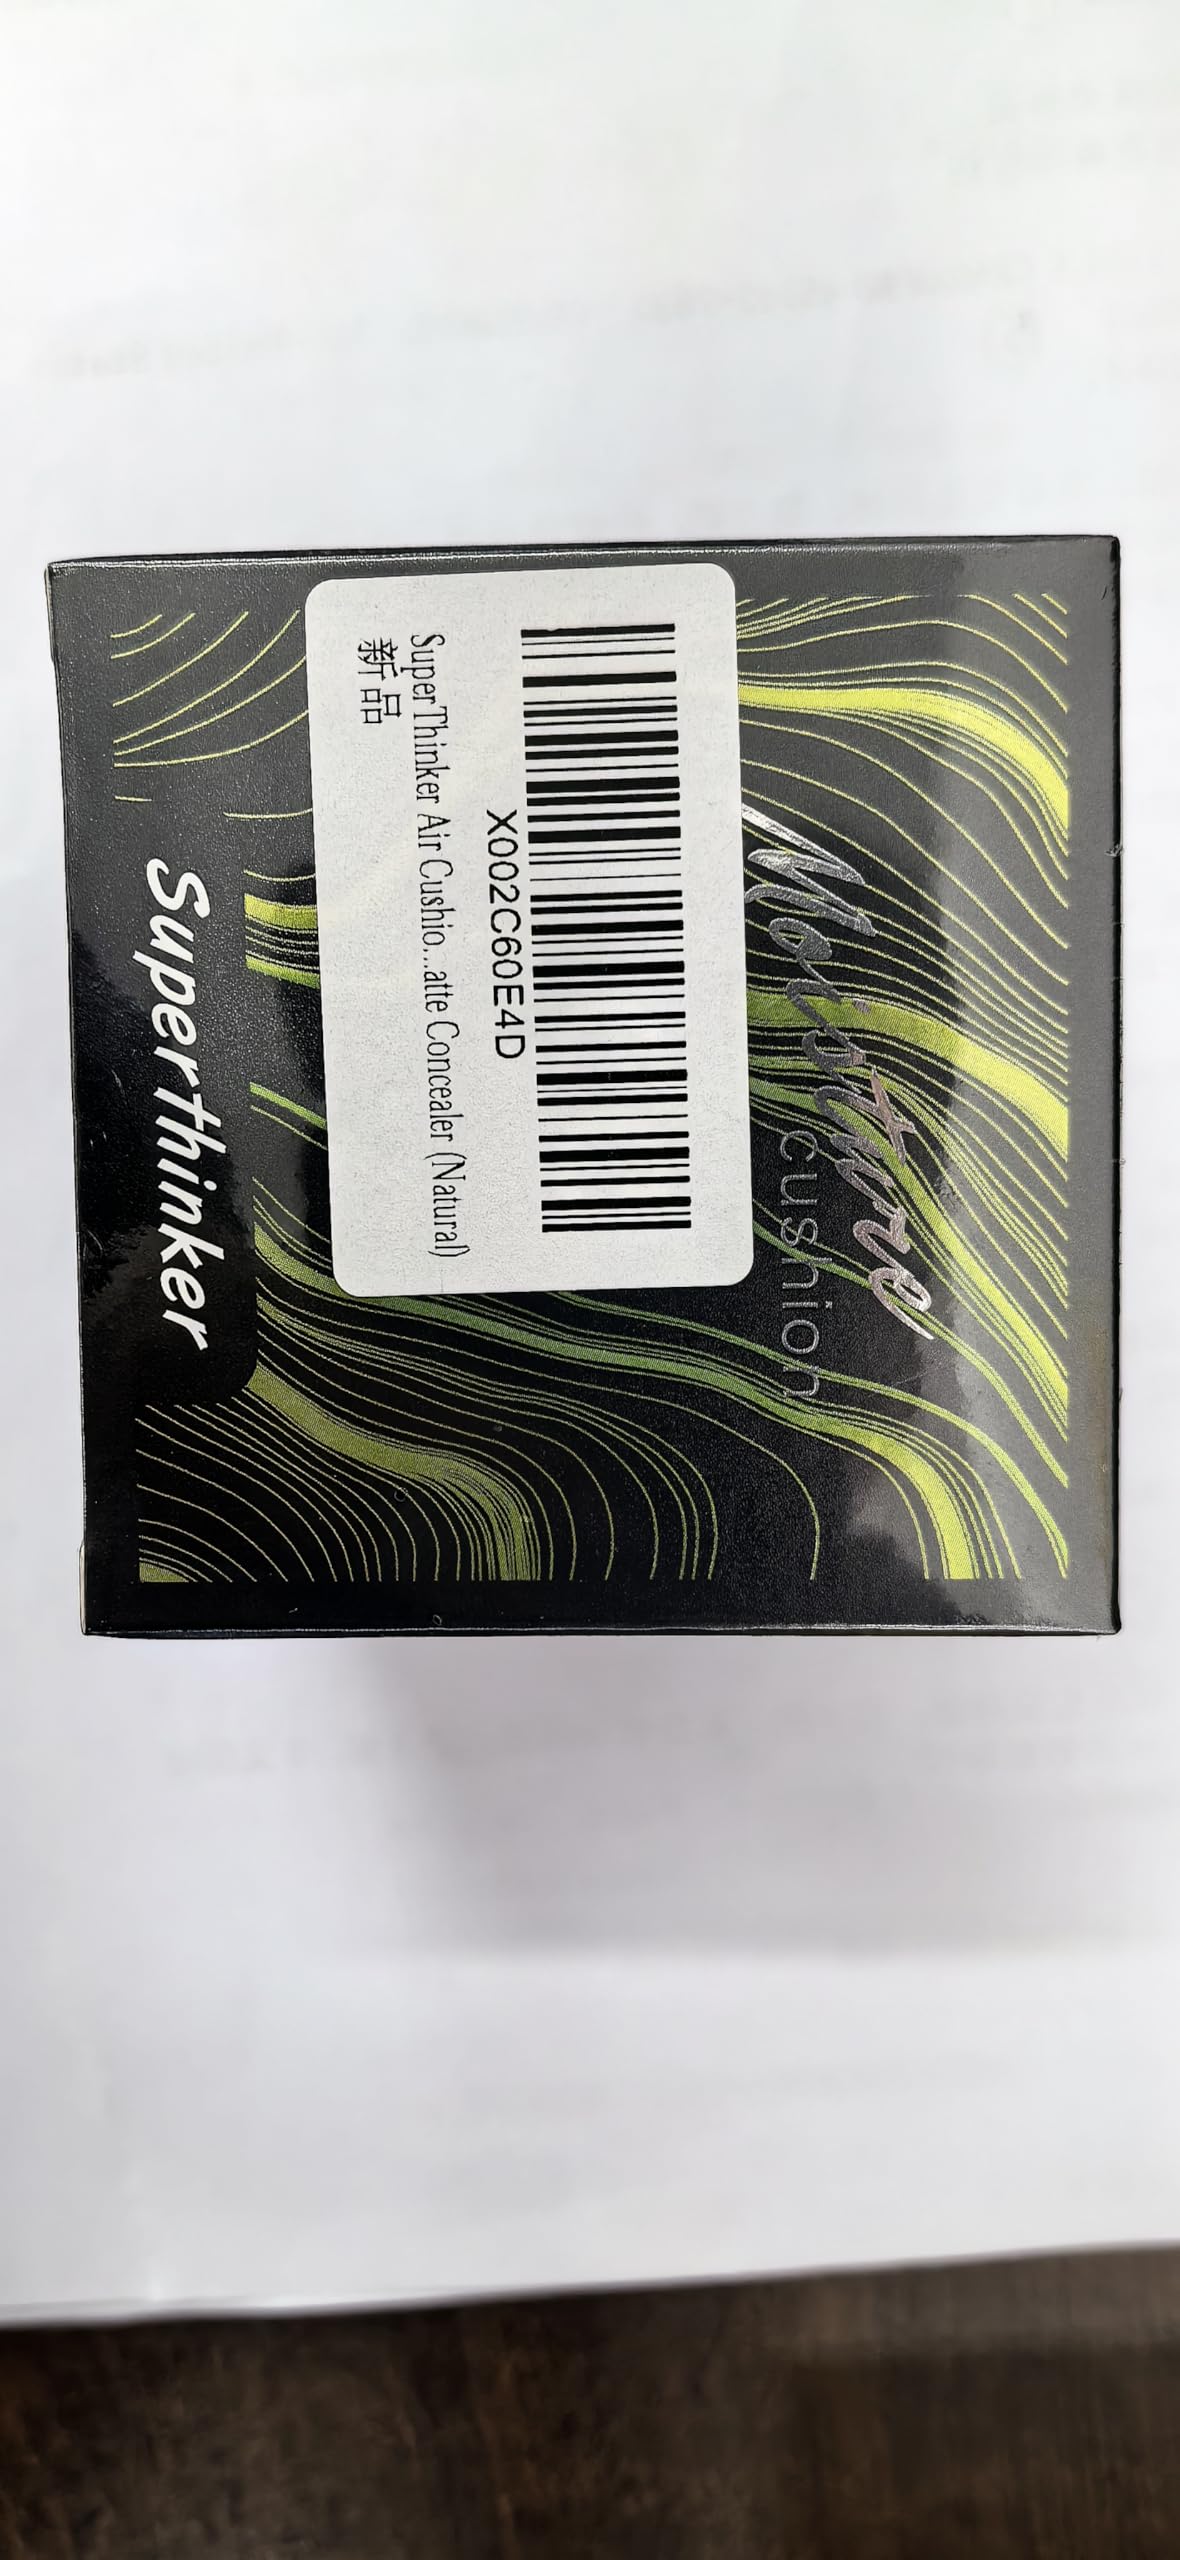 Moisture
cushion
X002C60E4D
SuperThinker Air Cushio...atte Concealer (Natural)
新品
Superthinker